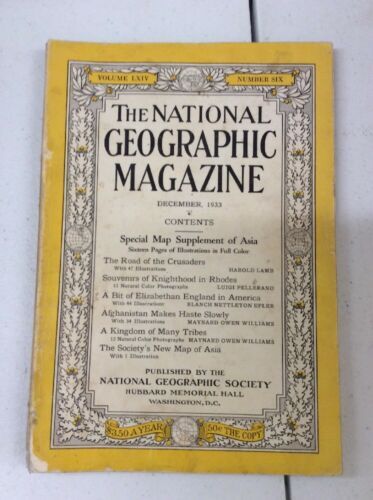 VOLUME LXIV NUMBER SIX
THE NATIONAL
GEOGRAPHIC
MAGAZINE
DECEMBER, 1933
CONTENTS
Special Map Supplement of Asia
Sixteen Pages of Illustrations in Full Color
The Road of the Crusaders
With 47 Illustrations HAROLD LAMB
Souvenirs of Knighthood in Rhodes
11 Natural Color Photographs LUIGI PELLERANO
A Bit of Elizabethan England in America
With 44 Illustrations BLANCH NETTLETON EPLER
Afghanistan Makes Haste Slowly
With 34 Illustrations MAYNARD OWEN WILLIAMS
A Kingdom of Many Tribes
12 Natural Color Photographs MAYNARD OWEN WILLIAMS
The Society's New Map of Asia
With 1 Illustration
PUBLISHED BY THE
NATIONAL GEOGRAPHIC SOCIETY
HUBBARD MEMORIAL HALL
WASHINGTON, D.C.
$3.50 A YEAR 50¢ THE COPY